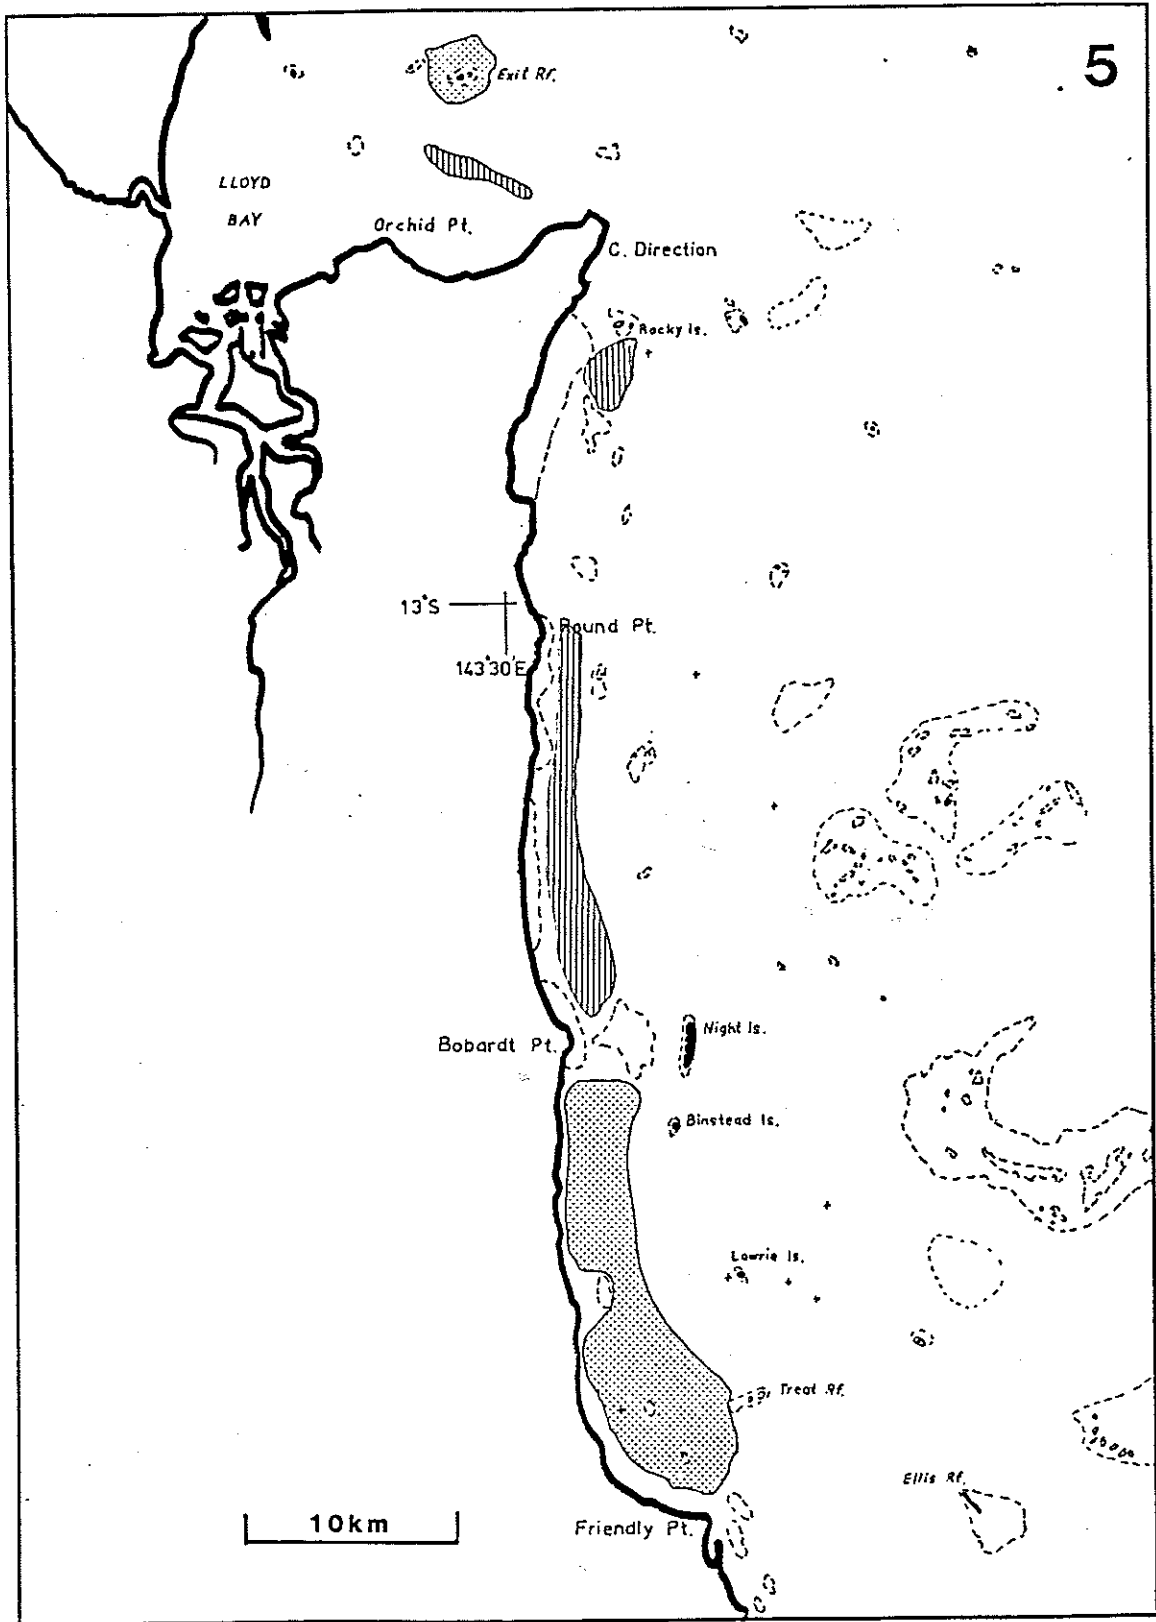 5
Exit Rf.
LLOYD
BAY
Orchid Pt.
C. Direction
Rocky Is.
13°S
Round Pt.
143°30'E
Night Is.
Bobardt Pt.
Binstead Is.
Lowrie Is.
Treat Rf.
Ellis Rf.
10km
Friendly Pt.